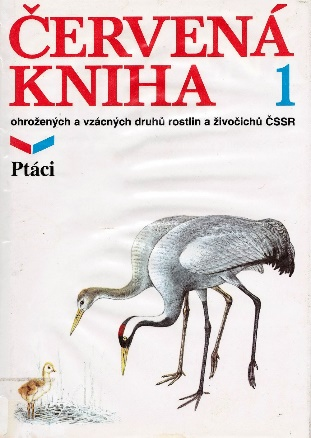 ČERVENÁ
KNIHA 1
ohrožených a vzácných druhů rostlin a živočichů ČSSR
Ptáci